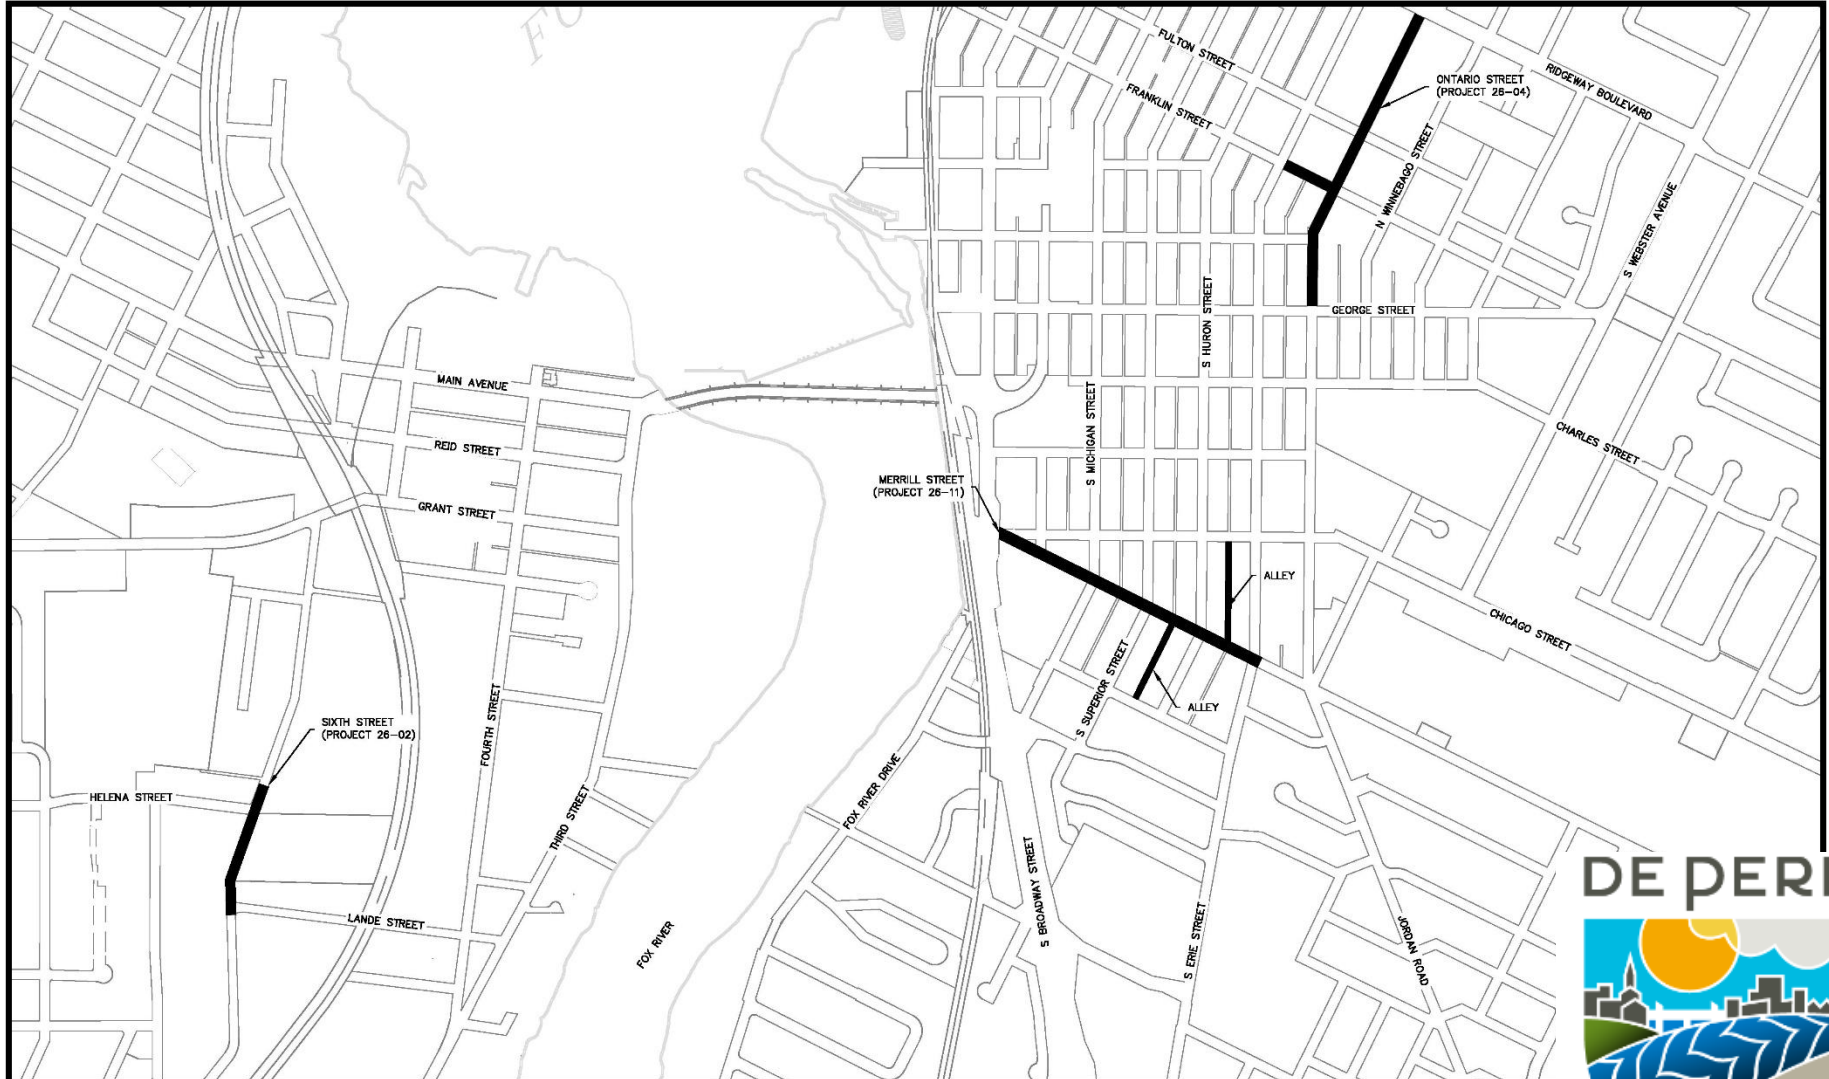 FULTON STREET
FRANKLIN STREET
ONTARIO STREET
(PROJECT 26-04)
RIDGEWAY BOULEVARD
N WINNEBAGO STREET
S WEBSTER AVENUE
S HURON STREET
GEORGE STREET
MAIN AVENUE
REID STREET
GRANT STREET
S MICHIGAN STREET
CHARLES STREET
MERRILL STREET
(PROJECT 26-11)
ALLEY
CHICAGO STREET
ALLEY
S SUPERIOR STREET
SIXTH STREET
(PROJECT 26-02)
FOURTH STREET
HELENA STREET
THIRD STREET
FOX RIVER DRIVE
LANDE STREET
FOX RIVER
S BROADWAY STREET
S ERIE STREET
JORDAN ROAD
DE PERE